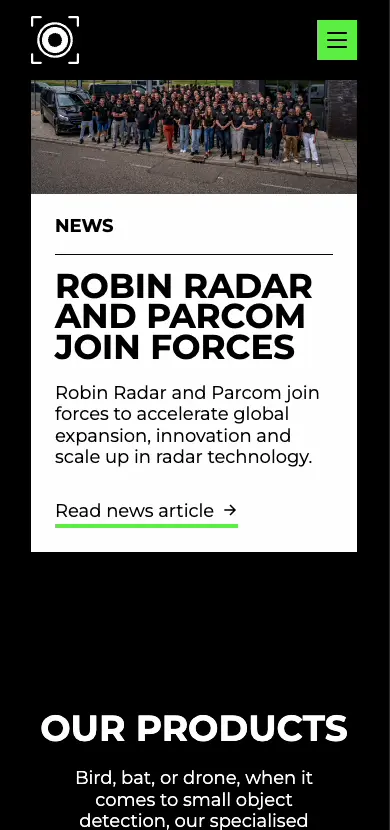 NEWS
ROBIN RADAR
AND PARCOM
JOIN FORCES
Robin Radar and Parcom join
forces to accelerate global
expansion, innovation and
scale up in radar technology.
Read news article →
OUR PRODUCTS
Bird, bat, or drone, when it
comes to small object
detection, our specialised